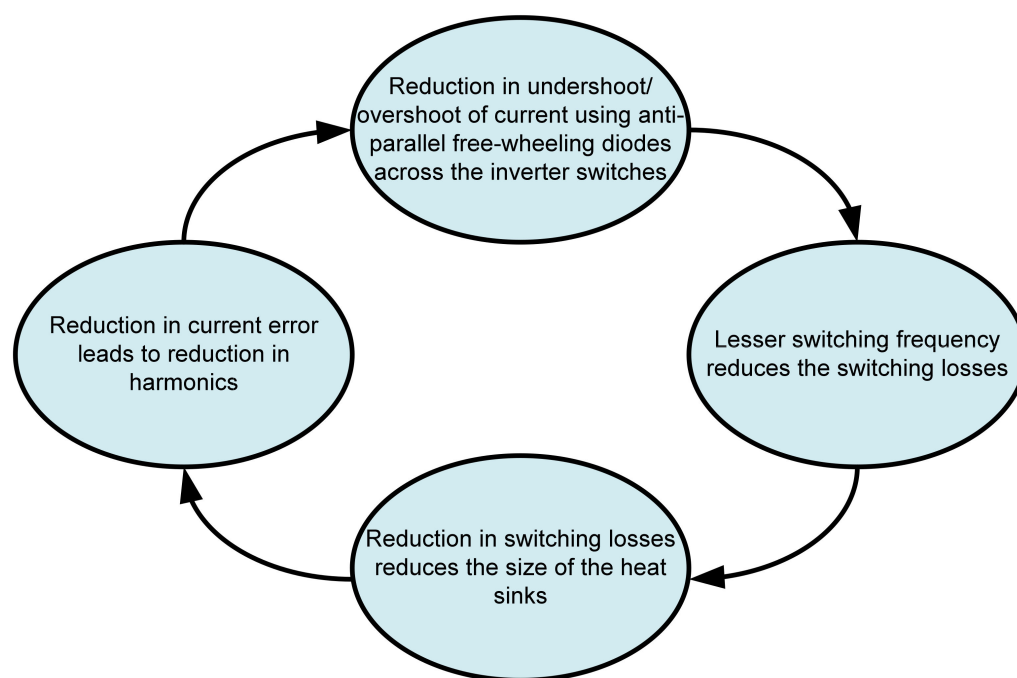 Reduction in undershoot/
overshoot of current using anti-
parallel free-wheeling diodes
across the inverter switches
Lesser switching frequency
reduces the switching losses
Reduction in switching losses
reduces the size of the heat
sinks
Reduction in current error
leads to reduction in
harmonics